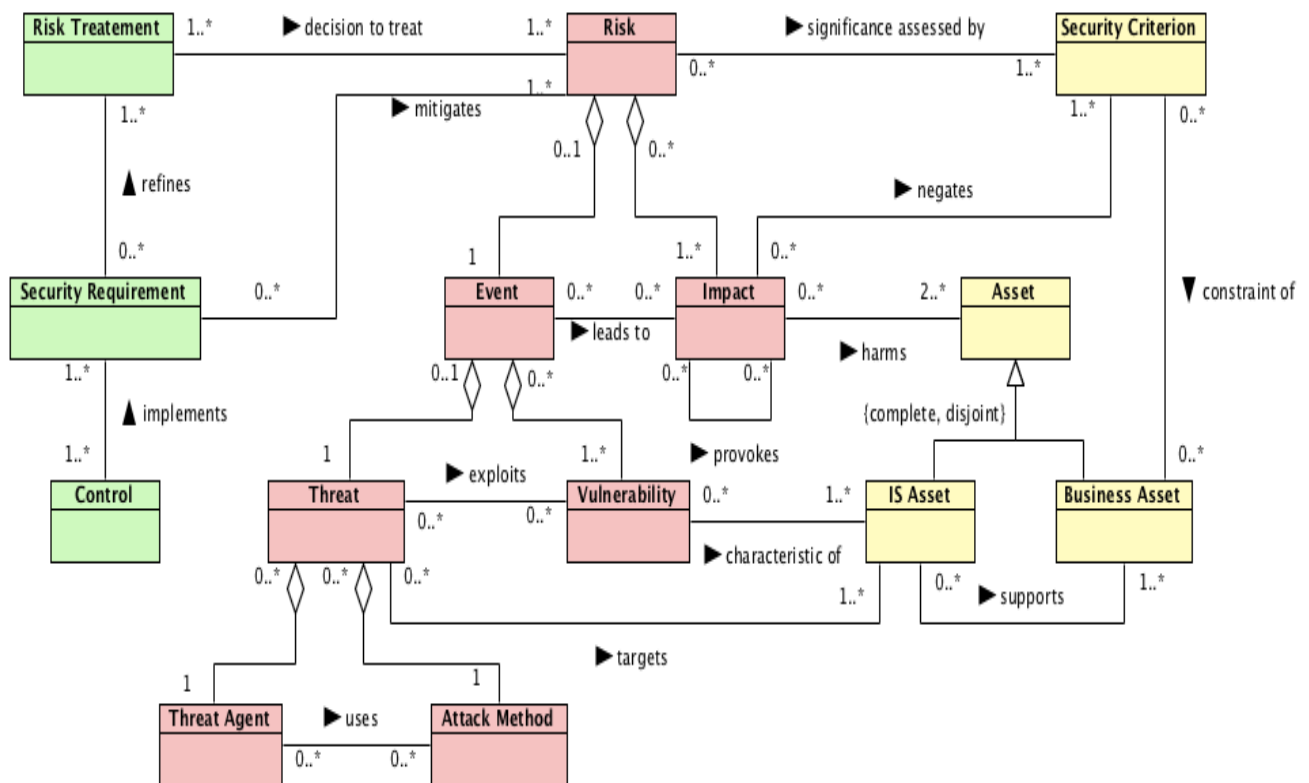 Risk Treatement
1..*
decision to treat
1..*
Risk
significance assessed by
Security Criterion
0..*
1..*
1..*
mitigates
1..*
1..*
0..*
0..1
0..*
refines
negates
0..*
1
1..*
0..*
Security Requirement
0..*
Event
0..*
0..*
Impact
0..*
2..*
Asset
constraint of
leads to
harms
1..*
0..1
0..*
0..*
0..*
implements
{complete, disjoint}
1..*
1
exploits
1..*
provokes
0..*
Control
Threat
Vulnerability
0..*
1..*
IS Asset
Business Asset
0..*
0..*
characteristic of
0..*
0..*
0..*
1..*
0..*
supports
1..*
targets
1
1
Threat Agent
uses
Attack Method
0..*
0..*